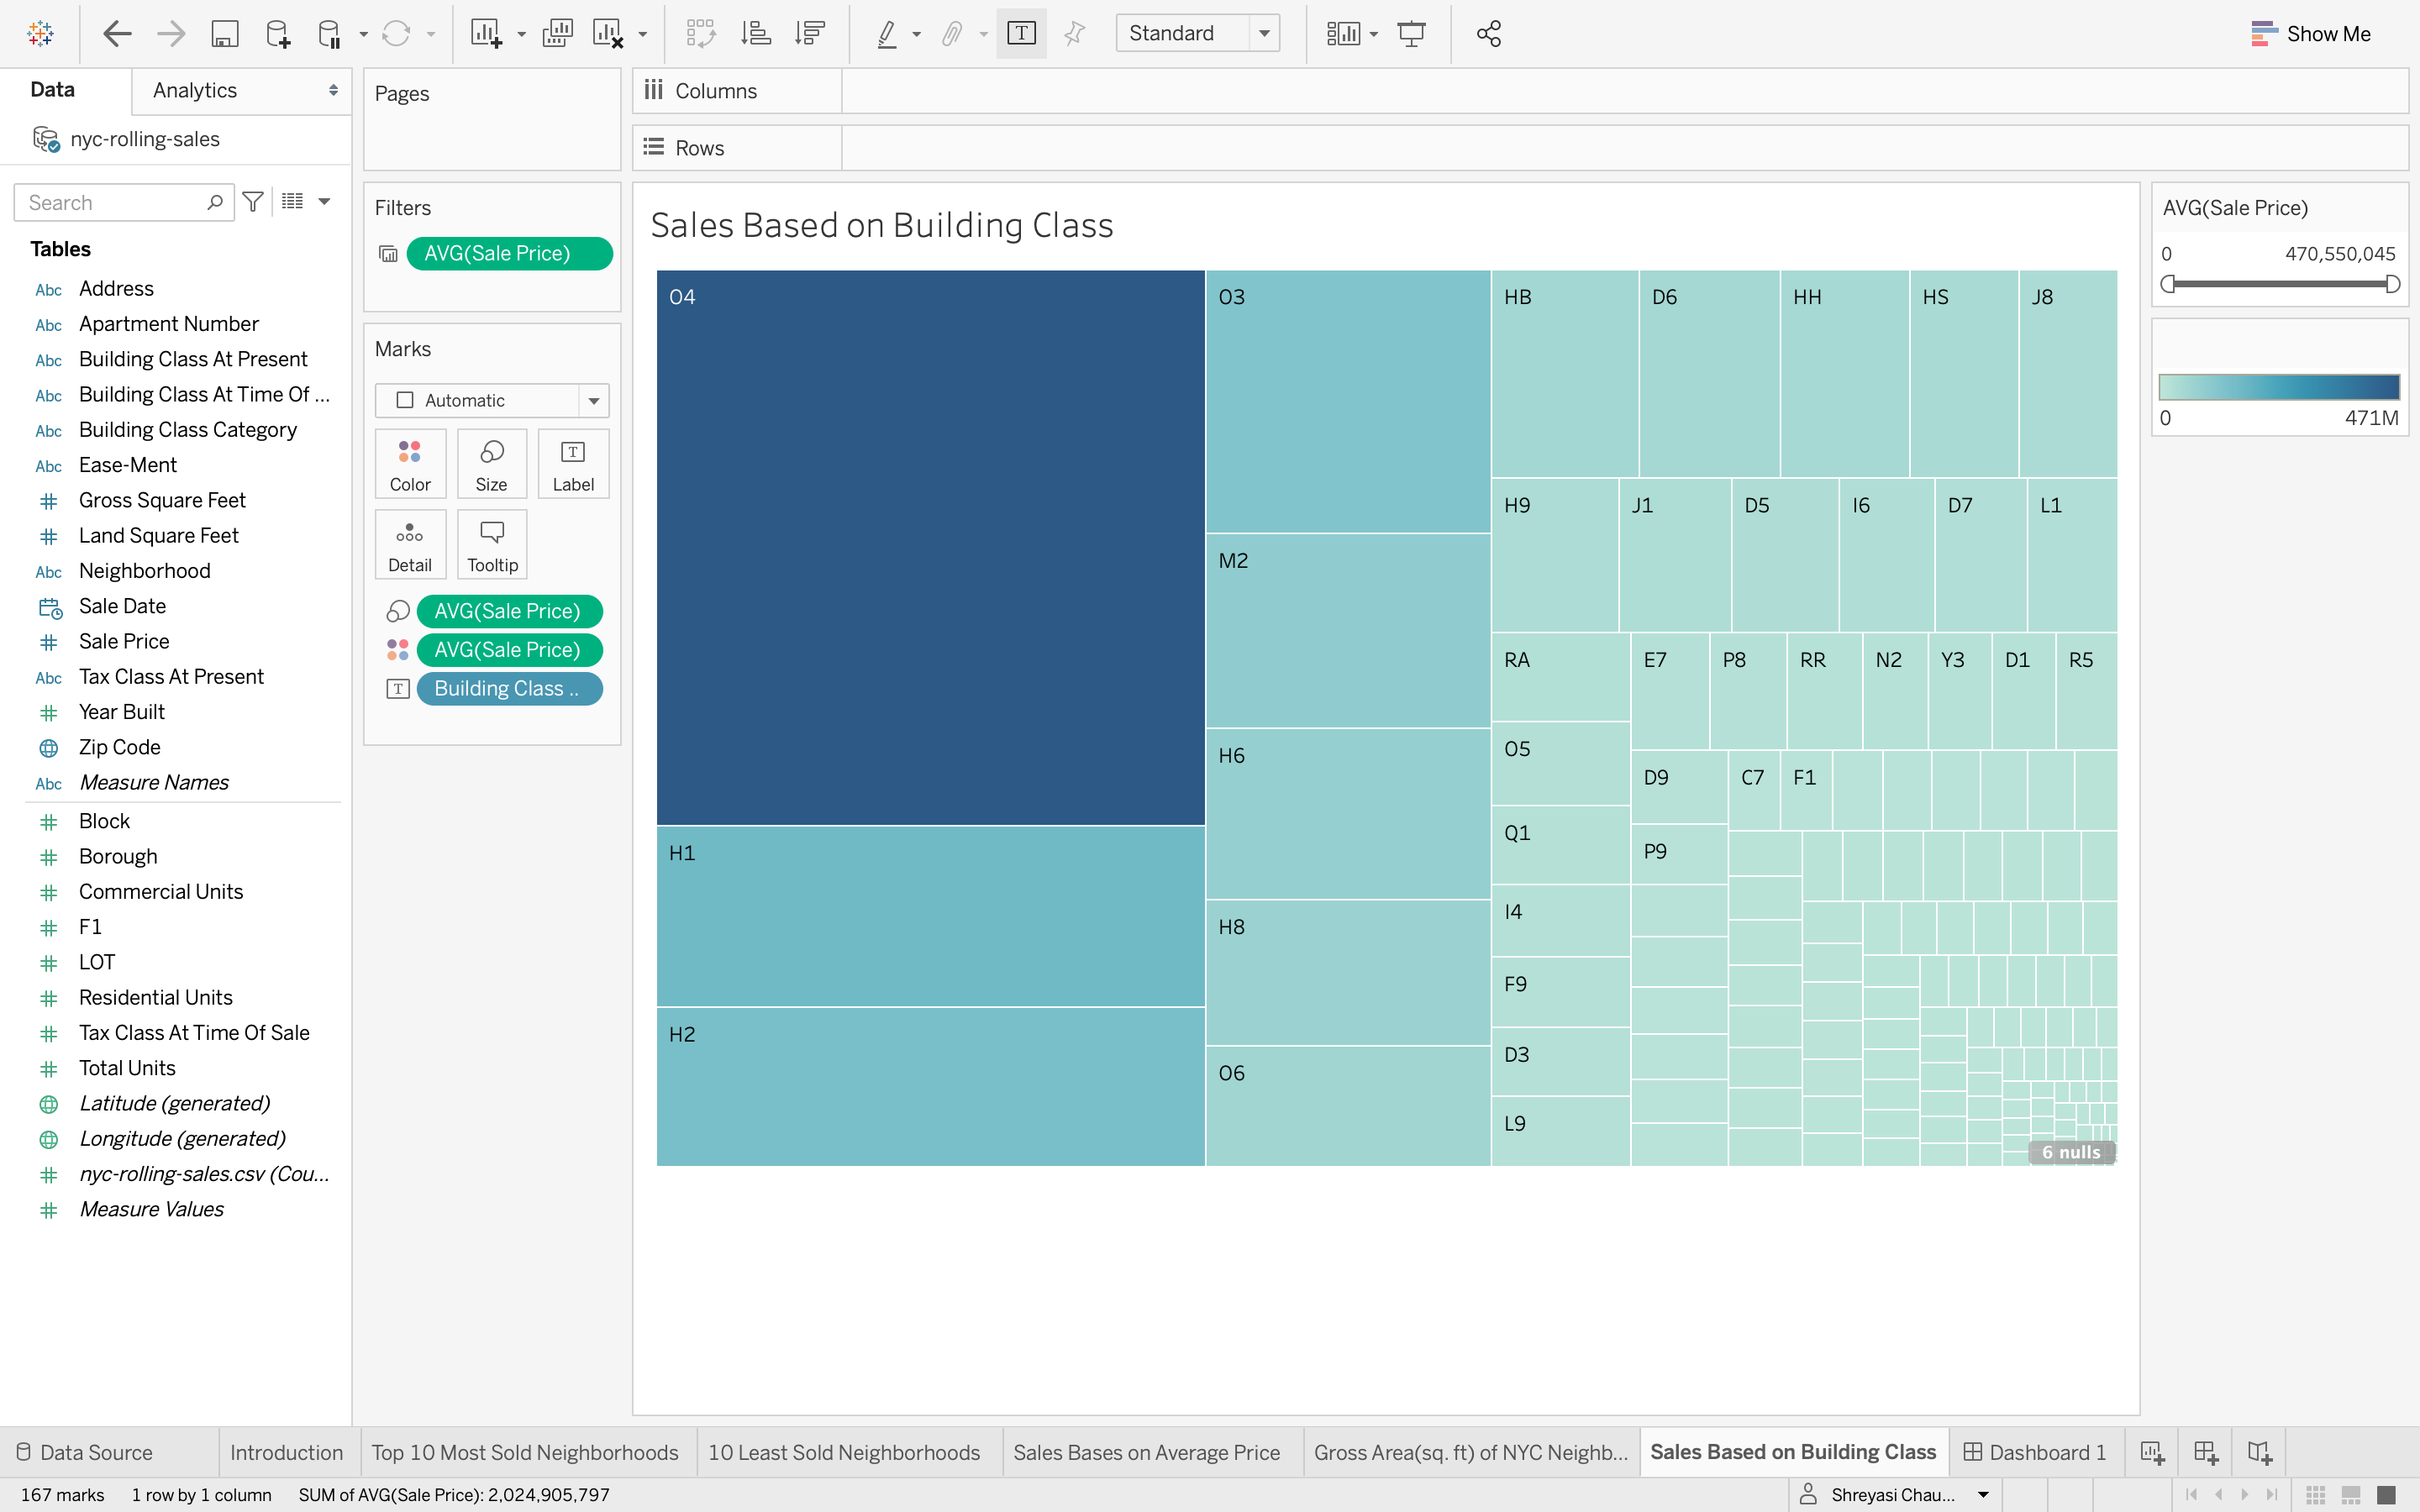 Standard
Show Me
Data
Analytics
nyc-rolling-sales
Search
Tables
Abc Address
Abc Apartment Number
Abc Building Class At Present
Abc Building Class At Time Of ...
Abc Building Class Category
Abc Ease-Ment
Gross Square Feet
Land Square Feet
Abc Neighborhood
Sale Date
Sale Price
Abc Tax Class At Present
Year Built
Zip Code
Abc Measure Names
Block
Borough
Commercial Units
F1
LOT
Residential Units
Tax Class At Time Of Sale
Total Units
Latitude (generated)
Longitude (generated)
nyc-rolling-sales.csv (Cou...
Measure Values
Pages
Filters
AVG(Sale Price)
Marks
Automatic
Color Size Label
Detail Tooltip
AVG(Sale Price)
AVG(Sale Price)
Building Class ..
Columns
Rows
Sales Based on Building Class
O4
H1
H2
O3
M2
H6
H8
O6
HB D6 HH HS J8
H9 J1 D5 I6 D7 L1
RA E7 P8 RR N2 Y3 D1 R5
O5
D9 C7 F1
Q1
P9
I4
F9
D3
L9
6 nulls
AVG(Sale Price)
0 470,550,045
0 471M
Data Source
Introduction
Top 10 Most Sold Neighborhoods
10 Least Sold Neighborhoods
Sales Bases on Average Price
Gross Area(sq. ft) of NYC Neighb...
Sales Based on Building Class
Dashboard 1
167 marks 1 row by 1 column SUM of AVG(Sale Price): 2,024,905,797
Shreyasi Chau...